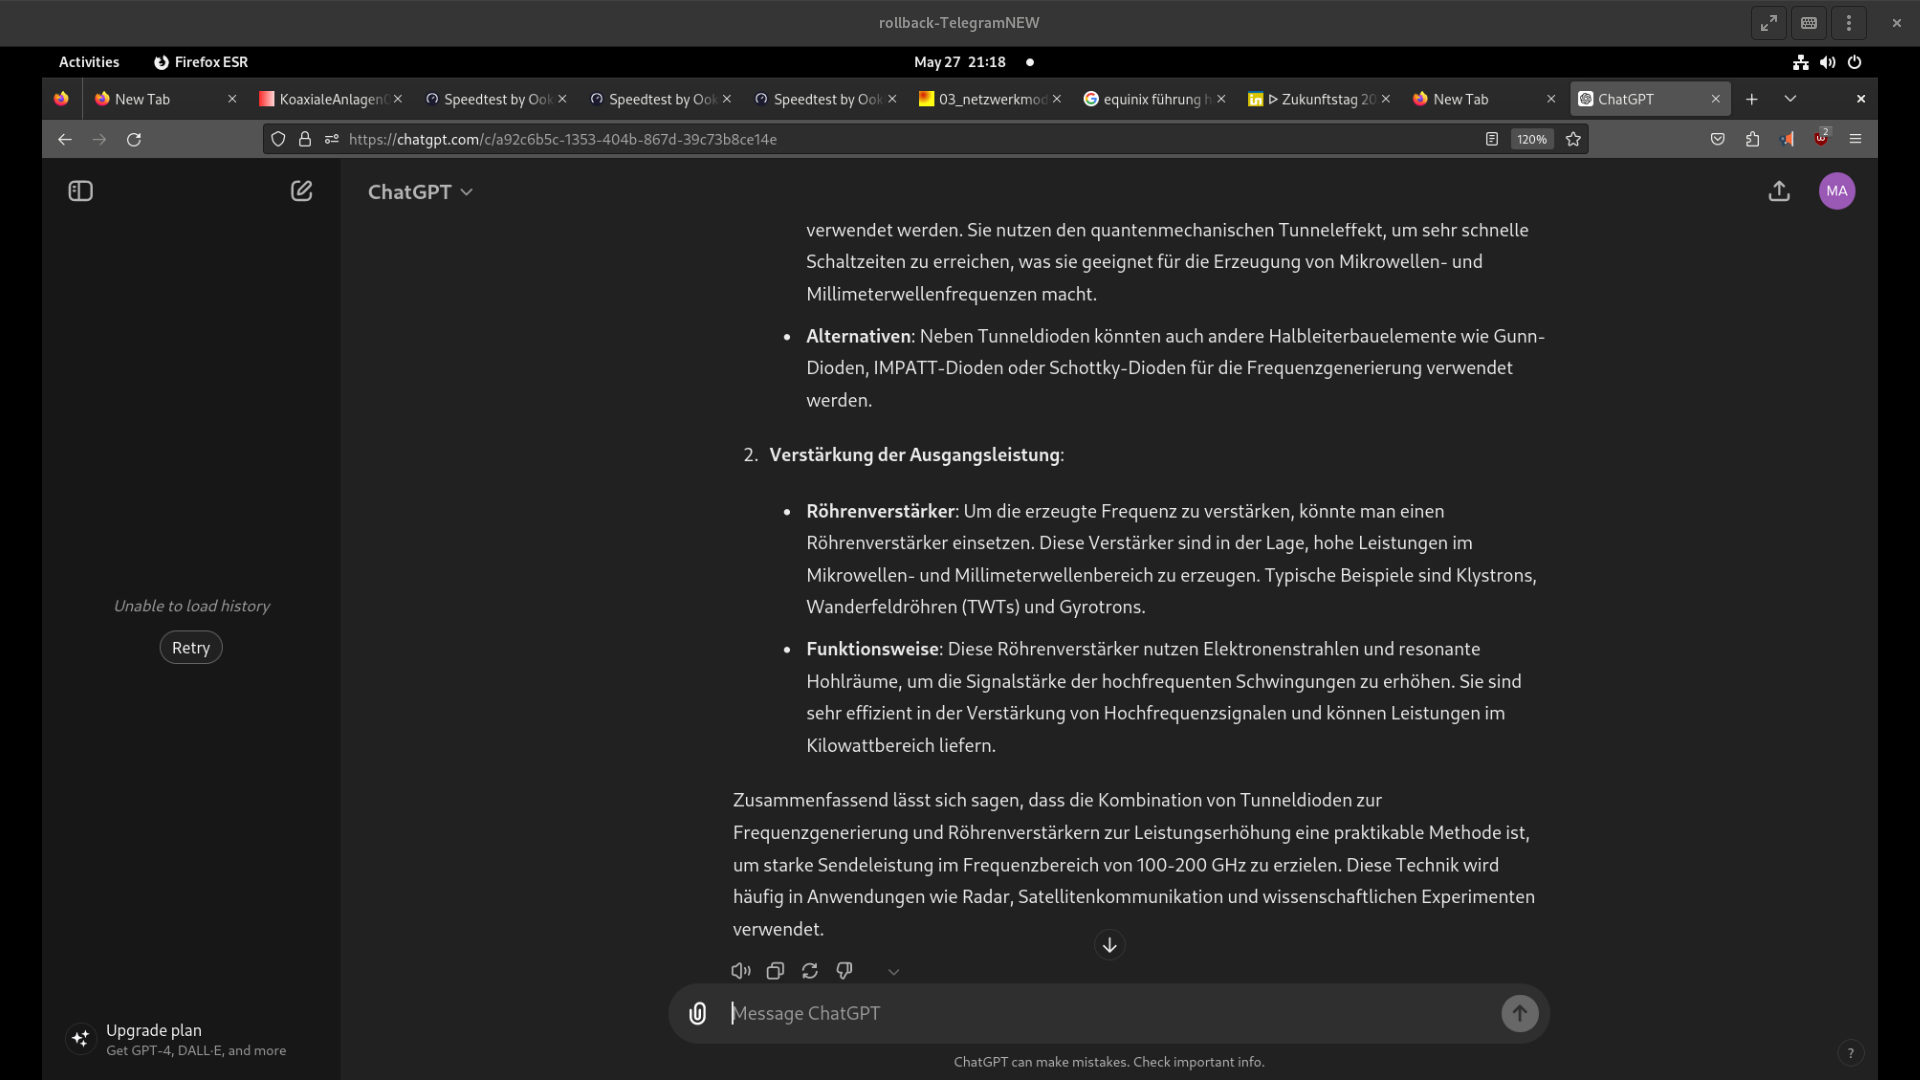 rollback-TelegramNEW
Activities
Firefox ESR
May 27 21:18
New Tab
KoaxialeAnlagen
Speedtest by Ook
Speedtest by Ook
Speedtest by Ook
03_netzwerkmod
equinix führung h
Zukunftstag 20
New Tab
ChatGPT
https://chatgpt.com/c/a92c6b5c-1353-404b-867d-39c73b8ce14e
120%
2
ChatGPT
MA
verwendet werden. Sie nutzen den quantenmechanischen Tunneleffekt, um sehr schnelle
Schaltzeiten zu erreichen, was sie geeignet für die Erzeugung von Mikrowellen- und
Millimeterwellenfrequenzen macht.
• Alternativen: Neben Tunneldioden könnten auch andere Halbleiterbauelemente wie Gunn-
Dioden, IMPATT-Dioden oder Schottky-Dioden für die Frequenzgenerierung verwendet
werden.
2. Verstärkung der Ausgangsleistung:
• Röhrenverstärker: Um die erzeugte Frequenz zu verstärken, könnte man einen
Röhrenverstärker einsetzen. Diese Verstärker sind in der Lage, hohe Leistungen im
Mikrowellen- und Millimeterwellenbereich zu erzeugen. Typische Beispiele sind Klystrons,
Wanderfeldröhren (TWTs) und Gyrotrons.
• Funktionsweise: Diese Röhrenverstärker nutzen Elektronenstrahlen und resonante
Hohlräume, um die Signalstärke der hochfrequenten Schwingungen zu erhöhen. Sie sind
sehr effizient in der Verstärkung von Hochfrequenzsignalen und können Leistungen im
Kilowattbereich liefern.
Zusammenfassend lässt sich sagen, dass die Kombination von Tunneldioden zur
Frequenzgenerierung und Röhrenverstärkern zur Leistungserhöhung eine praktikable Methode ist,
um starke Sendeleistung im Frequenzbereich von 100-200 GHz zu erzielen. Diese Technik wird
häufig in Anwendungen wie Radar, Satellitenkommunikation und wissenschaftlichen Experimenten
verwendet.
Unable to load history
Retry
Upgrade plan
Get GPT-4, DALL·E, and more
Message ChatGPT
ChatGPT can make mistakes. Check important info.
?